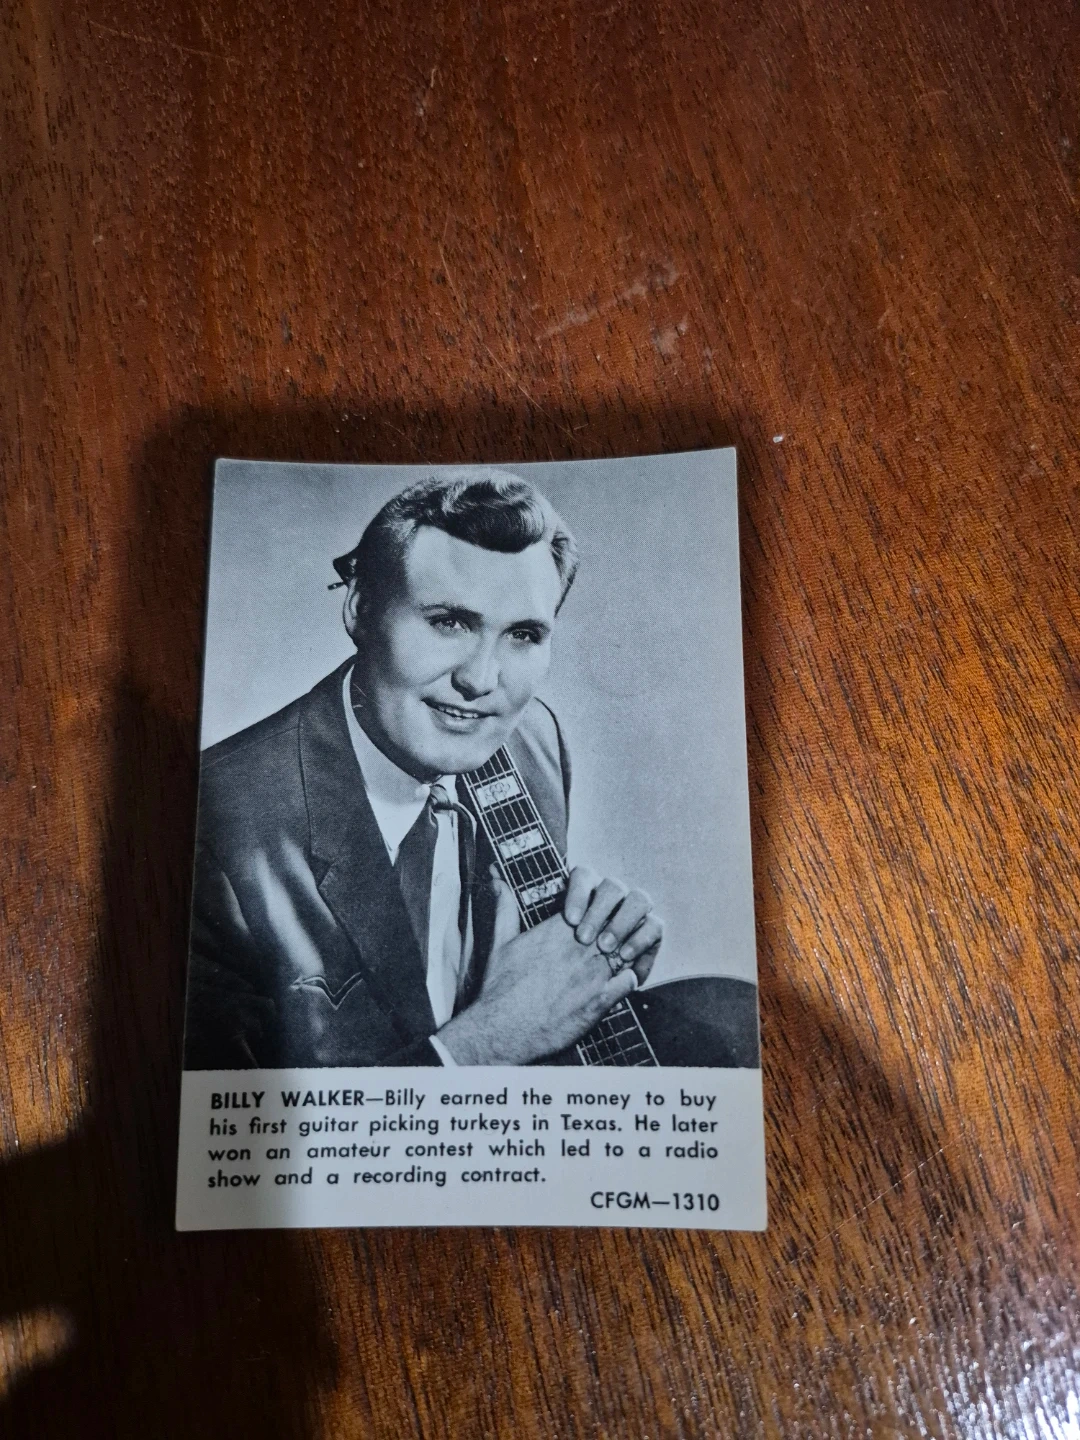 BILLY WALKER—Billy earned the money to buy
his first guitar picking turkeys in Texas. He later
won an amateur contest which led to a radio
show and a recording contract.
CFGM—1310